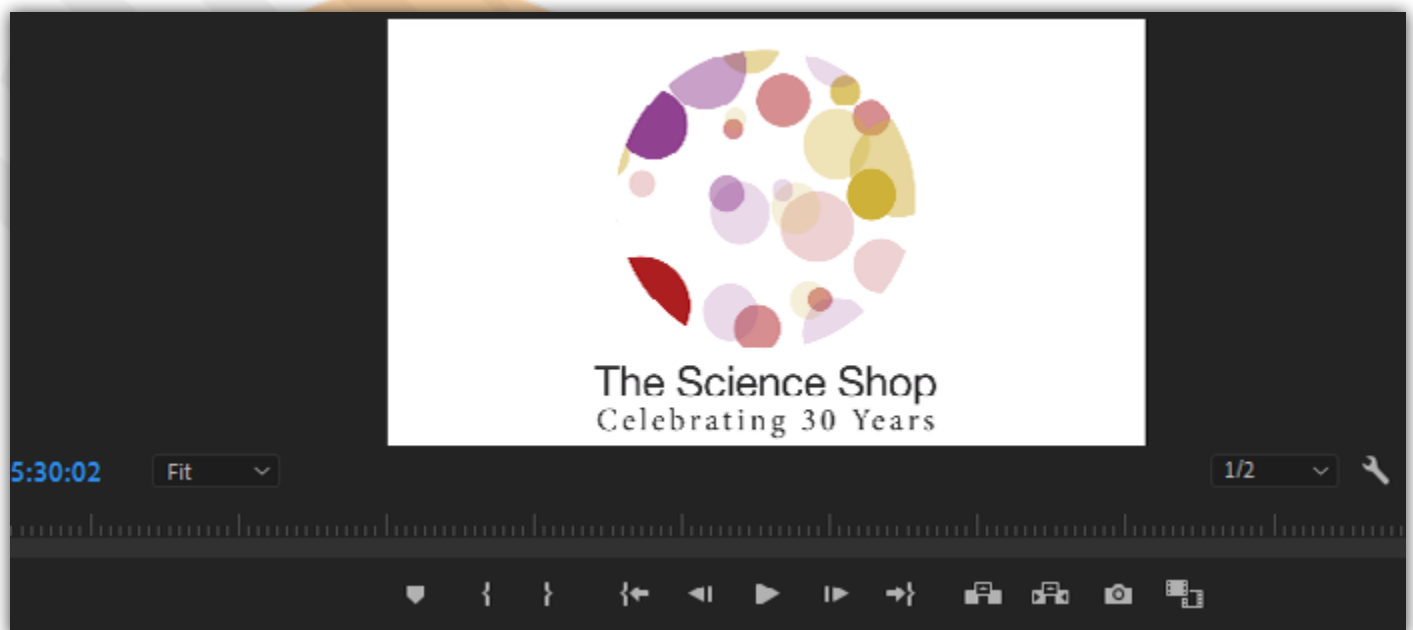 The Science Shop
Celebrating 30 Years
5:30:02
Fit
1/2